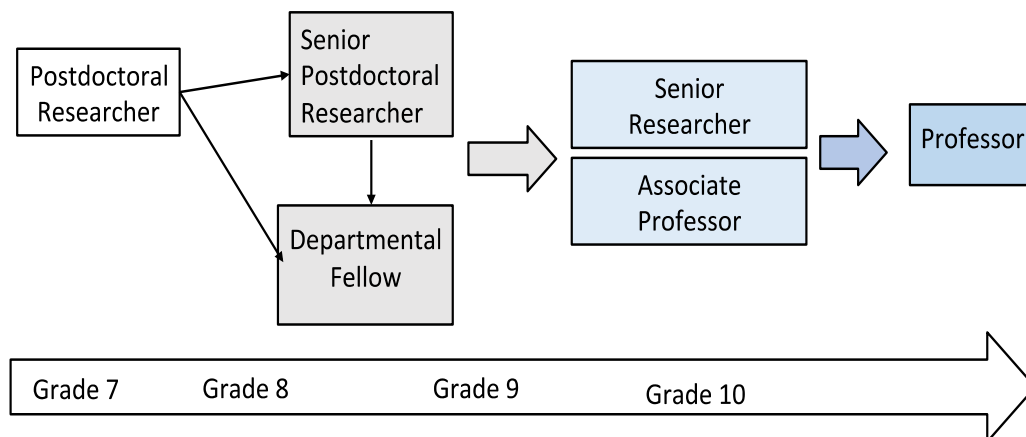 Postdoctoral
Researcher
Senior
Postdoctoral
Researcher
Departmental
Fellow
Senior
Researcher
Associate
Professor
Professor
Grade 7
Grade 8
Grade 9
Grade 10